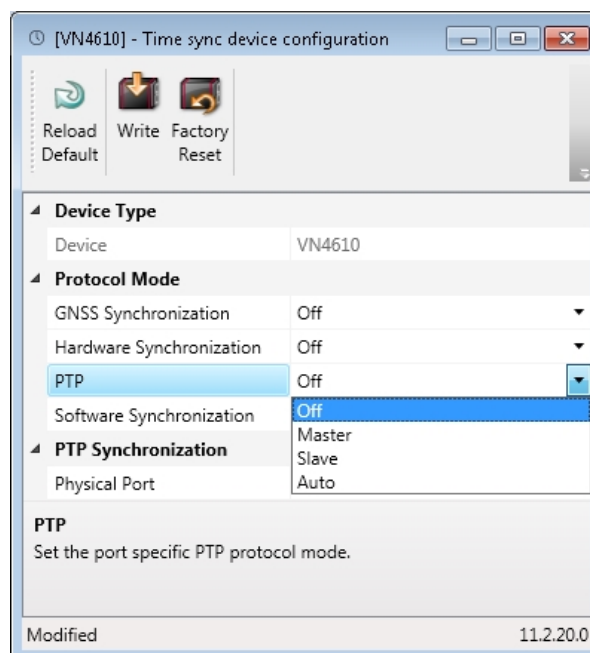 [VN4610] - Time sync device configuration
Reload Default
Write
Factory Reset
Device Type
Device VN4610
Protocol Mode
GNSS Synchronization Off
Hardware Synchronization Off
PTP Off
Software Synchronization Off
Master
PTP Synchronization Slave
Physical Port Auto
PTP
Set the port specific PTP protocol mode.
Modified 11.2.20.0